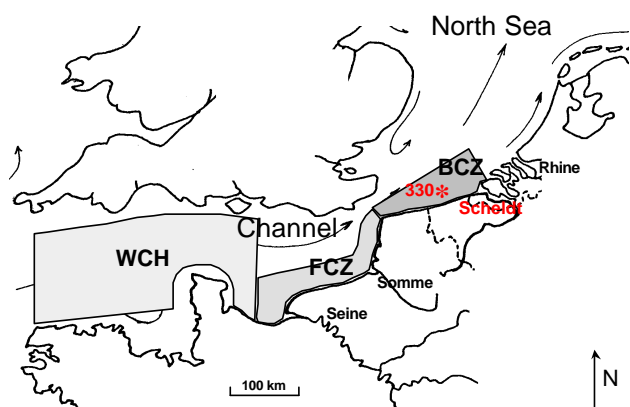 North Sea
BCZ
Rhine
330*
Scheldt
Channel
WCH
FCZ
Somme
Seine
100 km
N